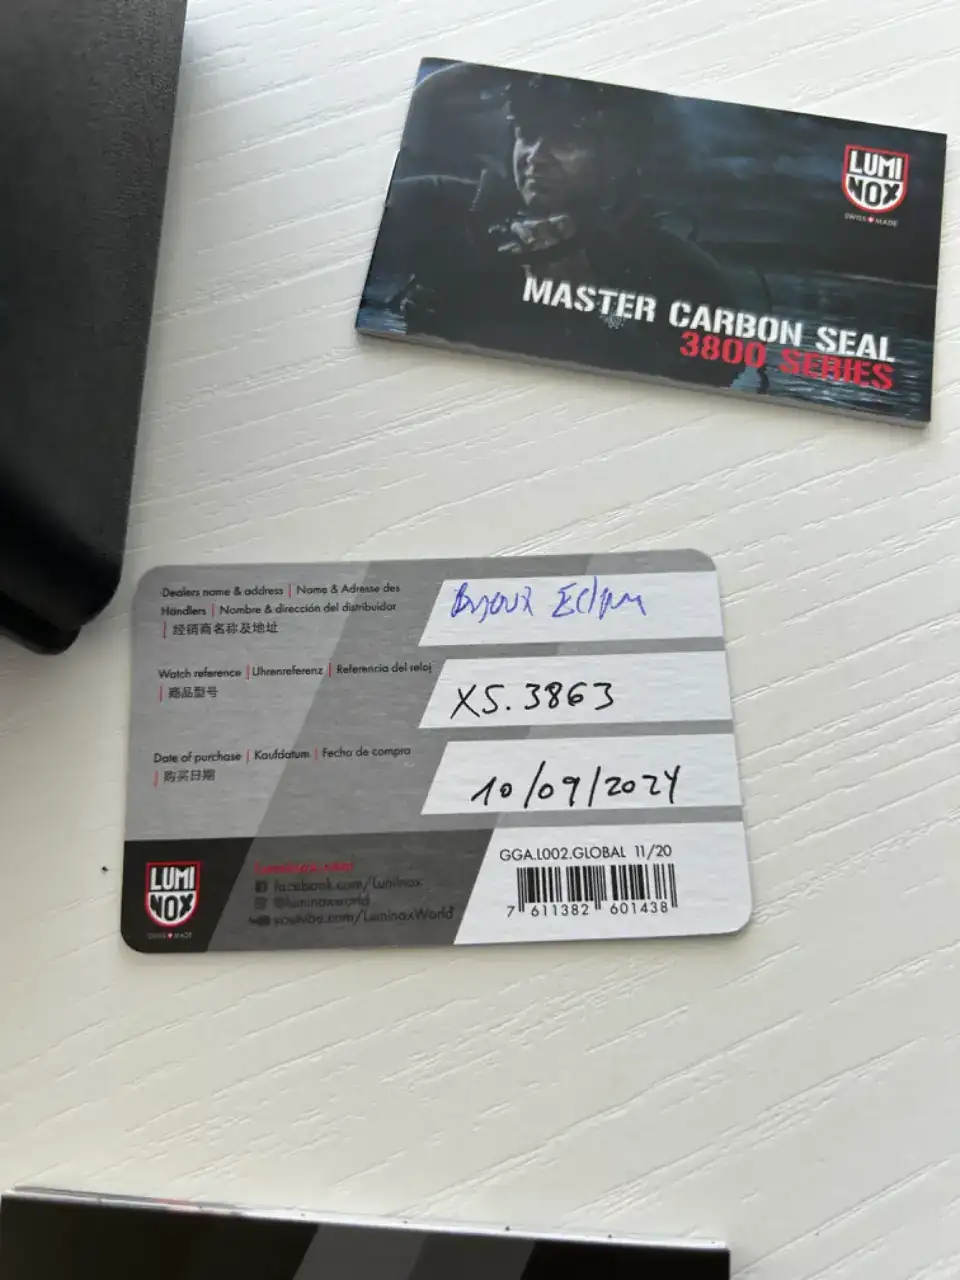 LUMI
NOX
SWISS MADE
MASTER CARBON SEAL
3800 SERIES
Dealers name & address | Name & Adresse des
Händlers | Nombre & dirección del distribuidor
| 经销商名称及地址
Bijoux
Watch reference | Uhrenreferenz | Referencia del reloj
| 商品型号
XS.3863
Date of purchase | Kaufdatum | Fecha de compra
| 购买日期
10/09/2024
LUMI
NOX
SWISS MADE
Luminox.com
facebook.com/Luminox
@luminoxworld
youtube.com/LuminoxWorld
GGA.L002.GLOBAL 11/20
7 611382 601438